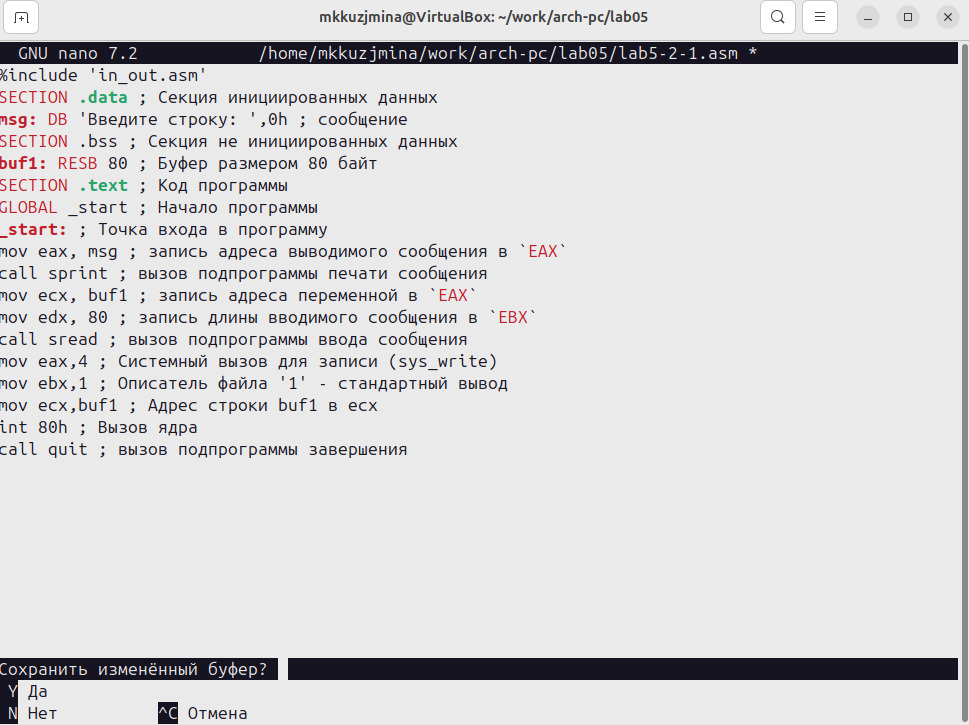 mkkuzjmina@VirtualBox: ~/work/arch-pc/lab05
GNU nano 7.2 /home/mkkuzjmina/work/arch-pc/lab05/lab5-2-1.asm *
%include 'in_out.asm'
SECTION .data ; Секция инициированных данных
msg: DB 'Введите строку: ',0h ; сообщение
SECTION .bss ; Секция не инициированных данных
buf1: RESB 80 ; Буфер размером 80 байт
SECTION .text ; Код программы
GLOBAL _start ; Начало программы
_start: ; Точка входа в программу
mov eax, msg ; запись адреса выводимого сообщения в `EAX`
call sprint ; вызов подпрограммы печати сообщения
mov ecx, buf1 ; запись адреса переменной в `EAX`
mov edx, 80 ; запись длины вводимого сообщения в `EBX`
call sread ; вызов подпрограммы ввода сообщения
mov eax,4 ; Системный вызов для записи (sys_write)
mov ebx,1 ; Описатель файла '1' - стандартный вывод
mov ecx,buf1 ; Адрес строки buf1 в ecx
int 80h ; Вызов ядра
call quit ; вызов подпрограммы завершения
Сохранить изменённый буфер?
Y Да
N Нет ^C Отмена